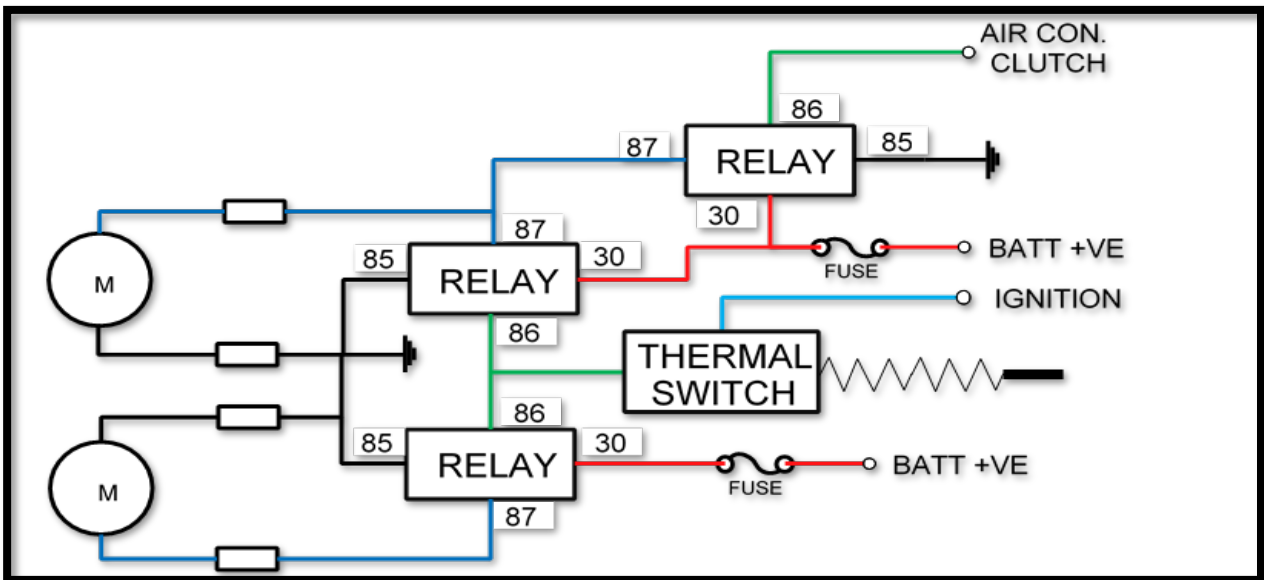 AIR CON.
CLUTCH
86
87
RELAY
85
30
87
BATT +VE
85
30
FUSE
M
RELAY
IGNITION
86
THERMAL
SWITCH
86
85
30
RELAY
BATT +VE
M
FUSE
87